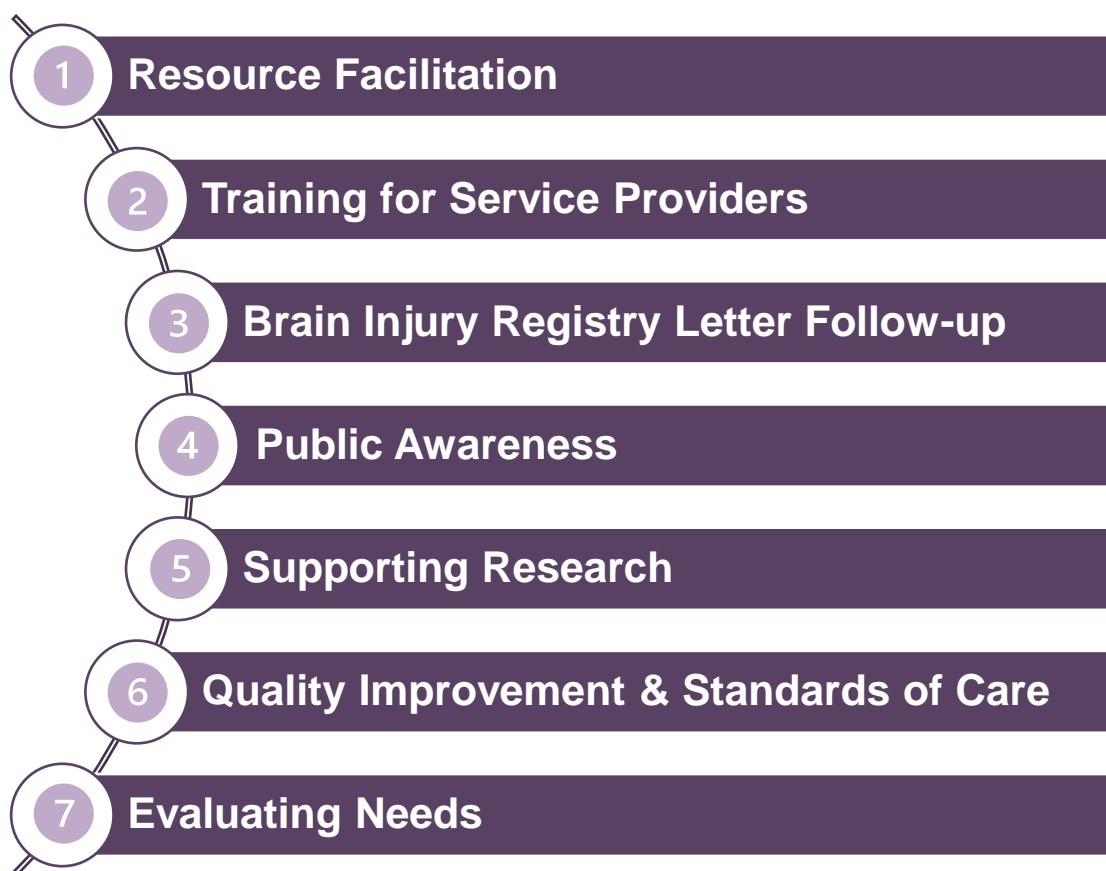 1 Resource Facilitation
2 Training for Service Providers
3 Brain Injury Registry Letter Follow-up
4 Public Awareness
5 Supporting Research
6 Quality Improvement & Standards of Care
7 Evaluating Needs